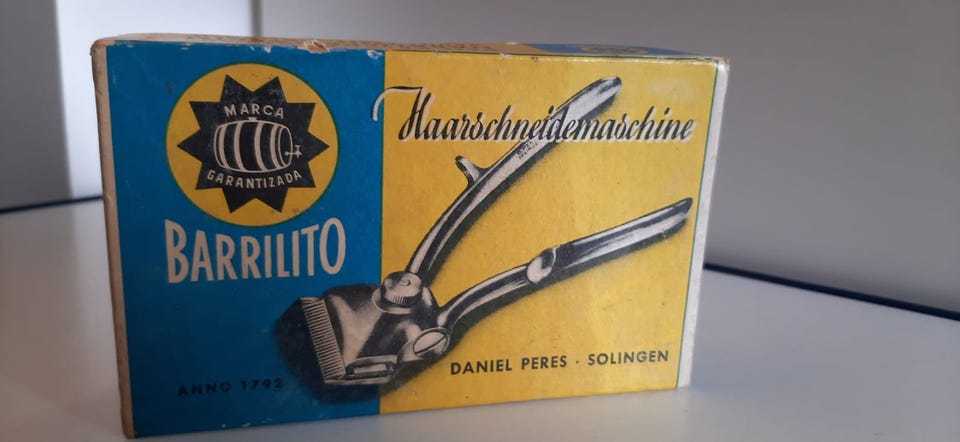 MARCA
GARANTIZADA
BARRILITO
ANNO 1792
Haarschneidemaschine
DANIEL PERES · SOLINGEN